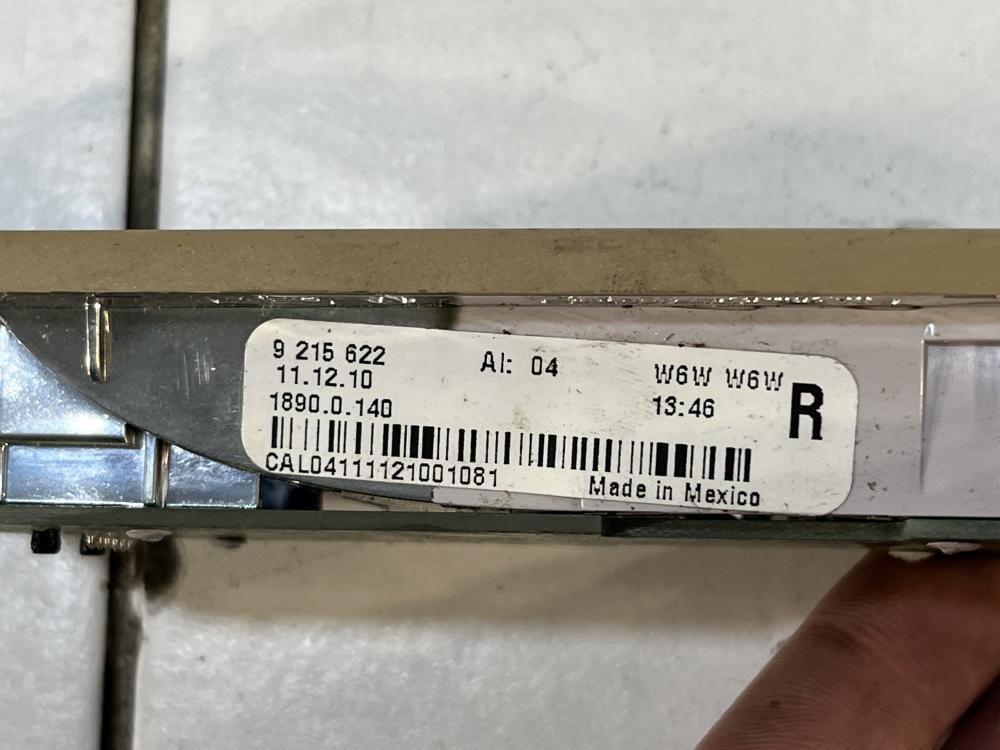 9 215 622 AI: 04 W6W W6W
11.12.10
1890.0.140 13:46 R
CAL04111121001081
Made in Mexico